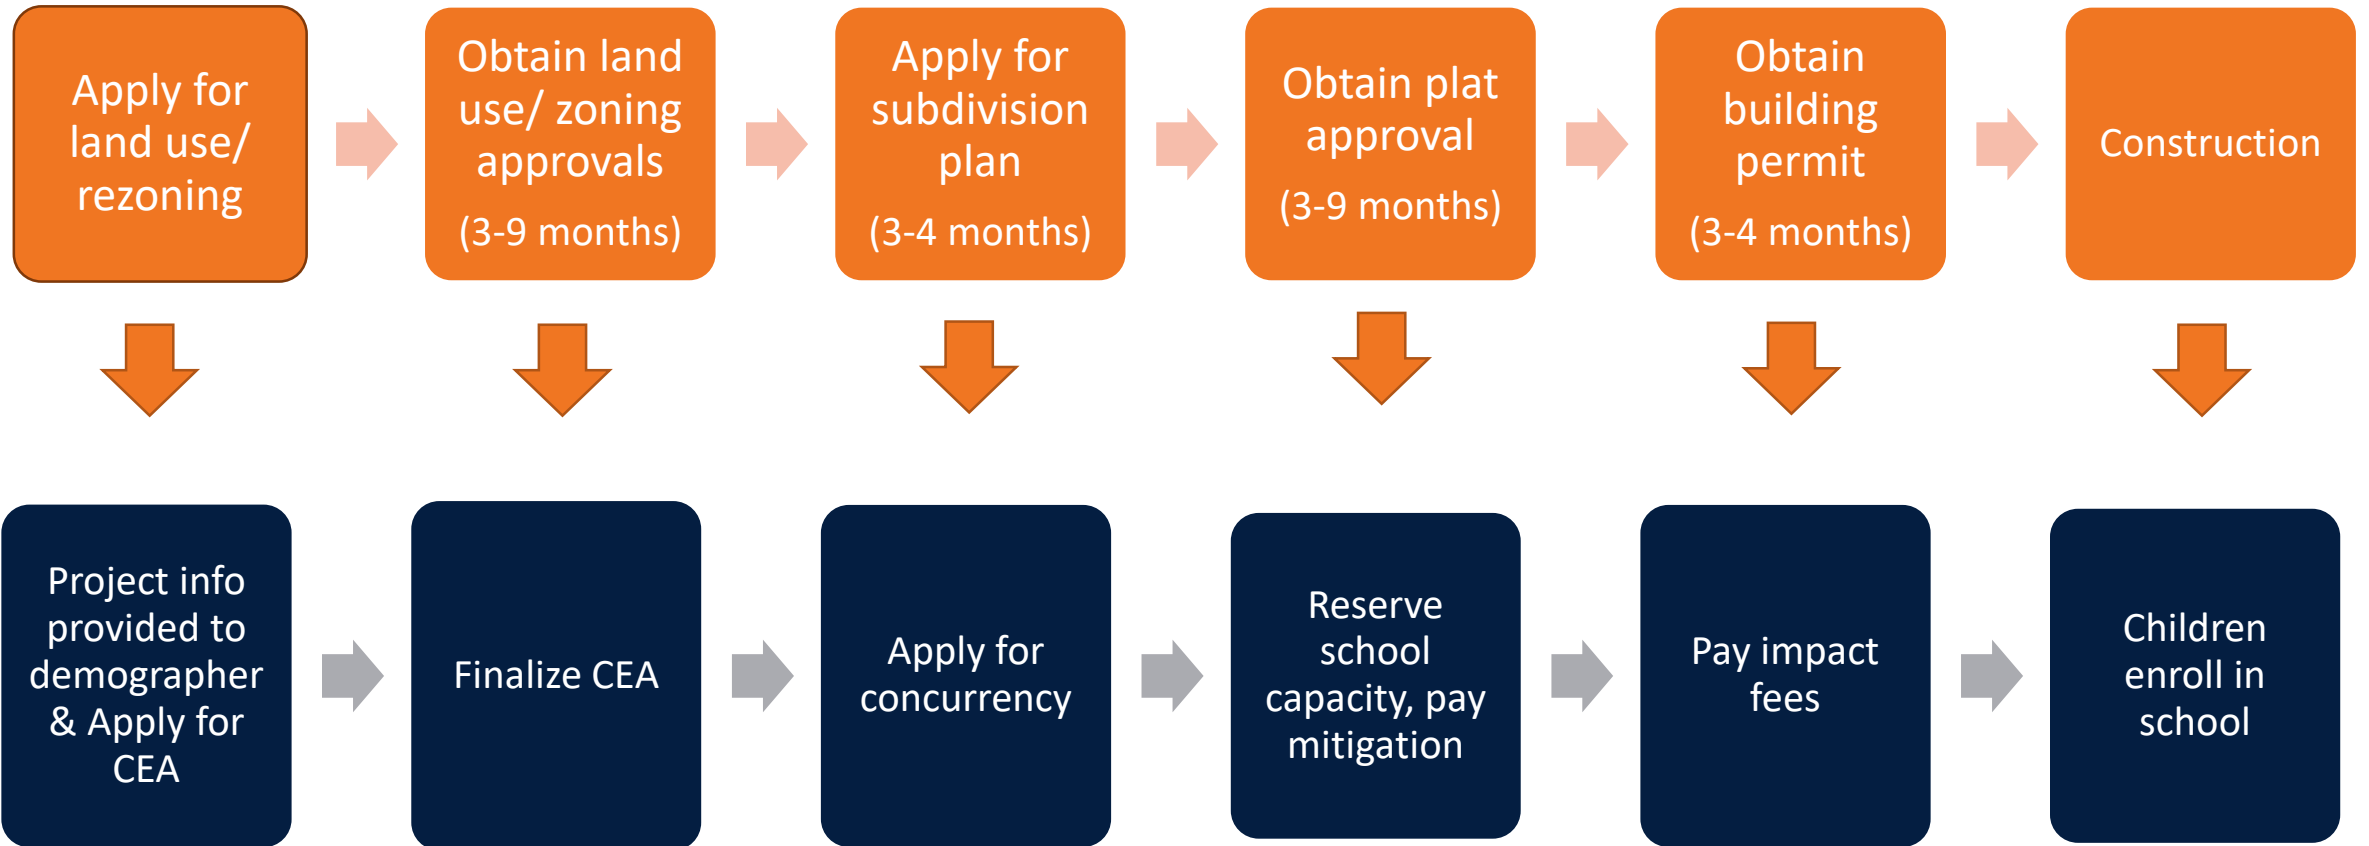 Apply for
land use/
rezoning
Obtain land
use/ zoning
approvals
(3-9 months)
Apply for
subdivision
plan
(3-4 months)
Obtain plat
approval
(3-9 months)
Obtain
building
permit
(3-4 months)
Construction
Project info
provided to
demographer
& Apply for
CEA
Finalize CEA
Apply for
concurrency
Reserve
school
capacity, pay
mitigation
Pay impact
fees
Children
enroll in
school